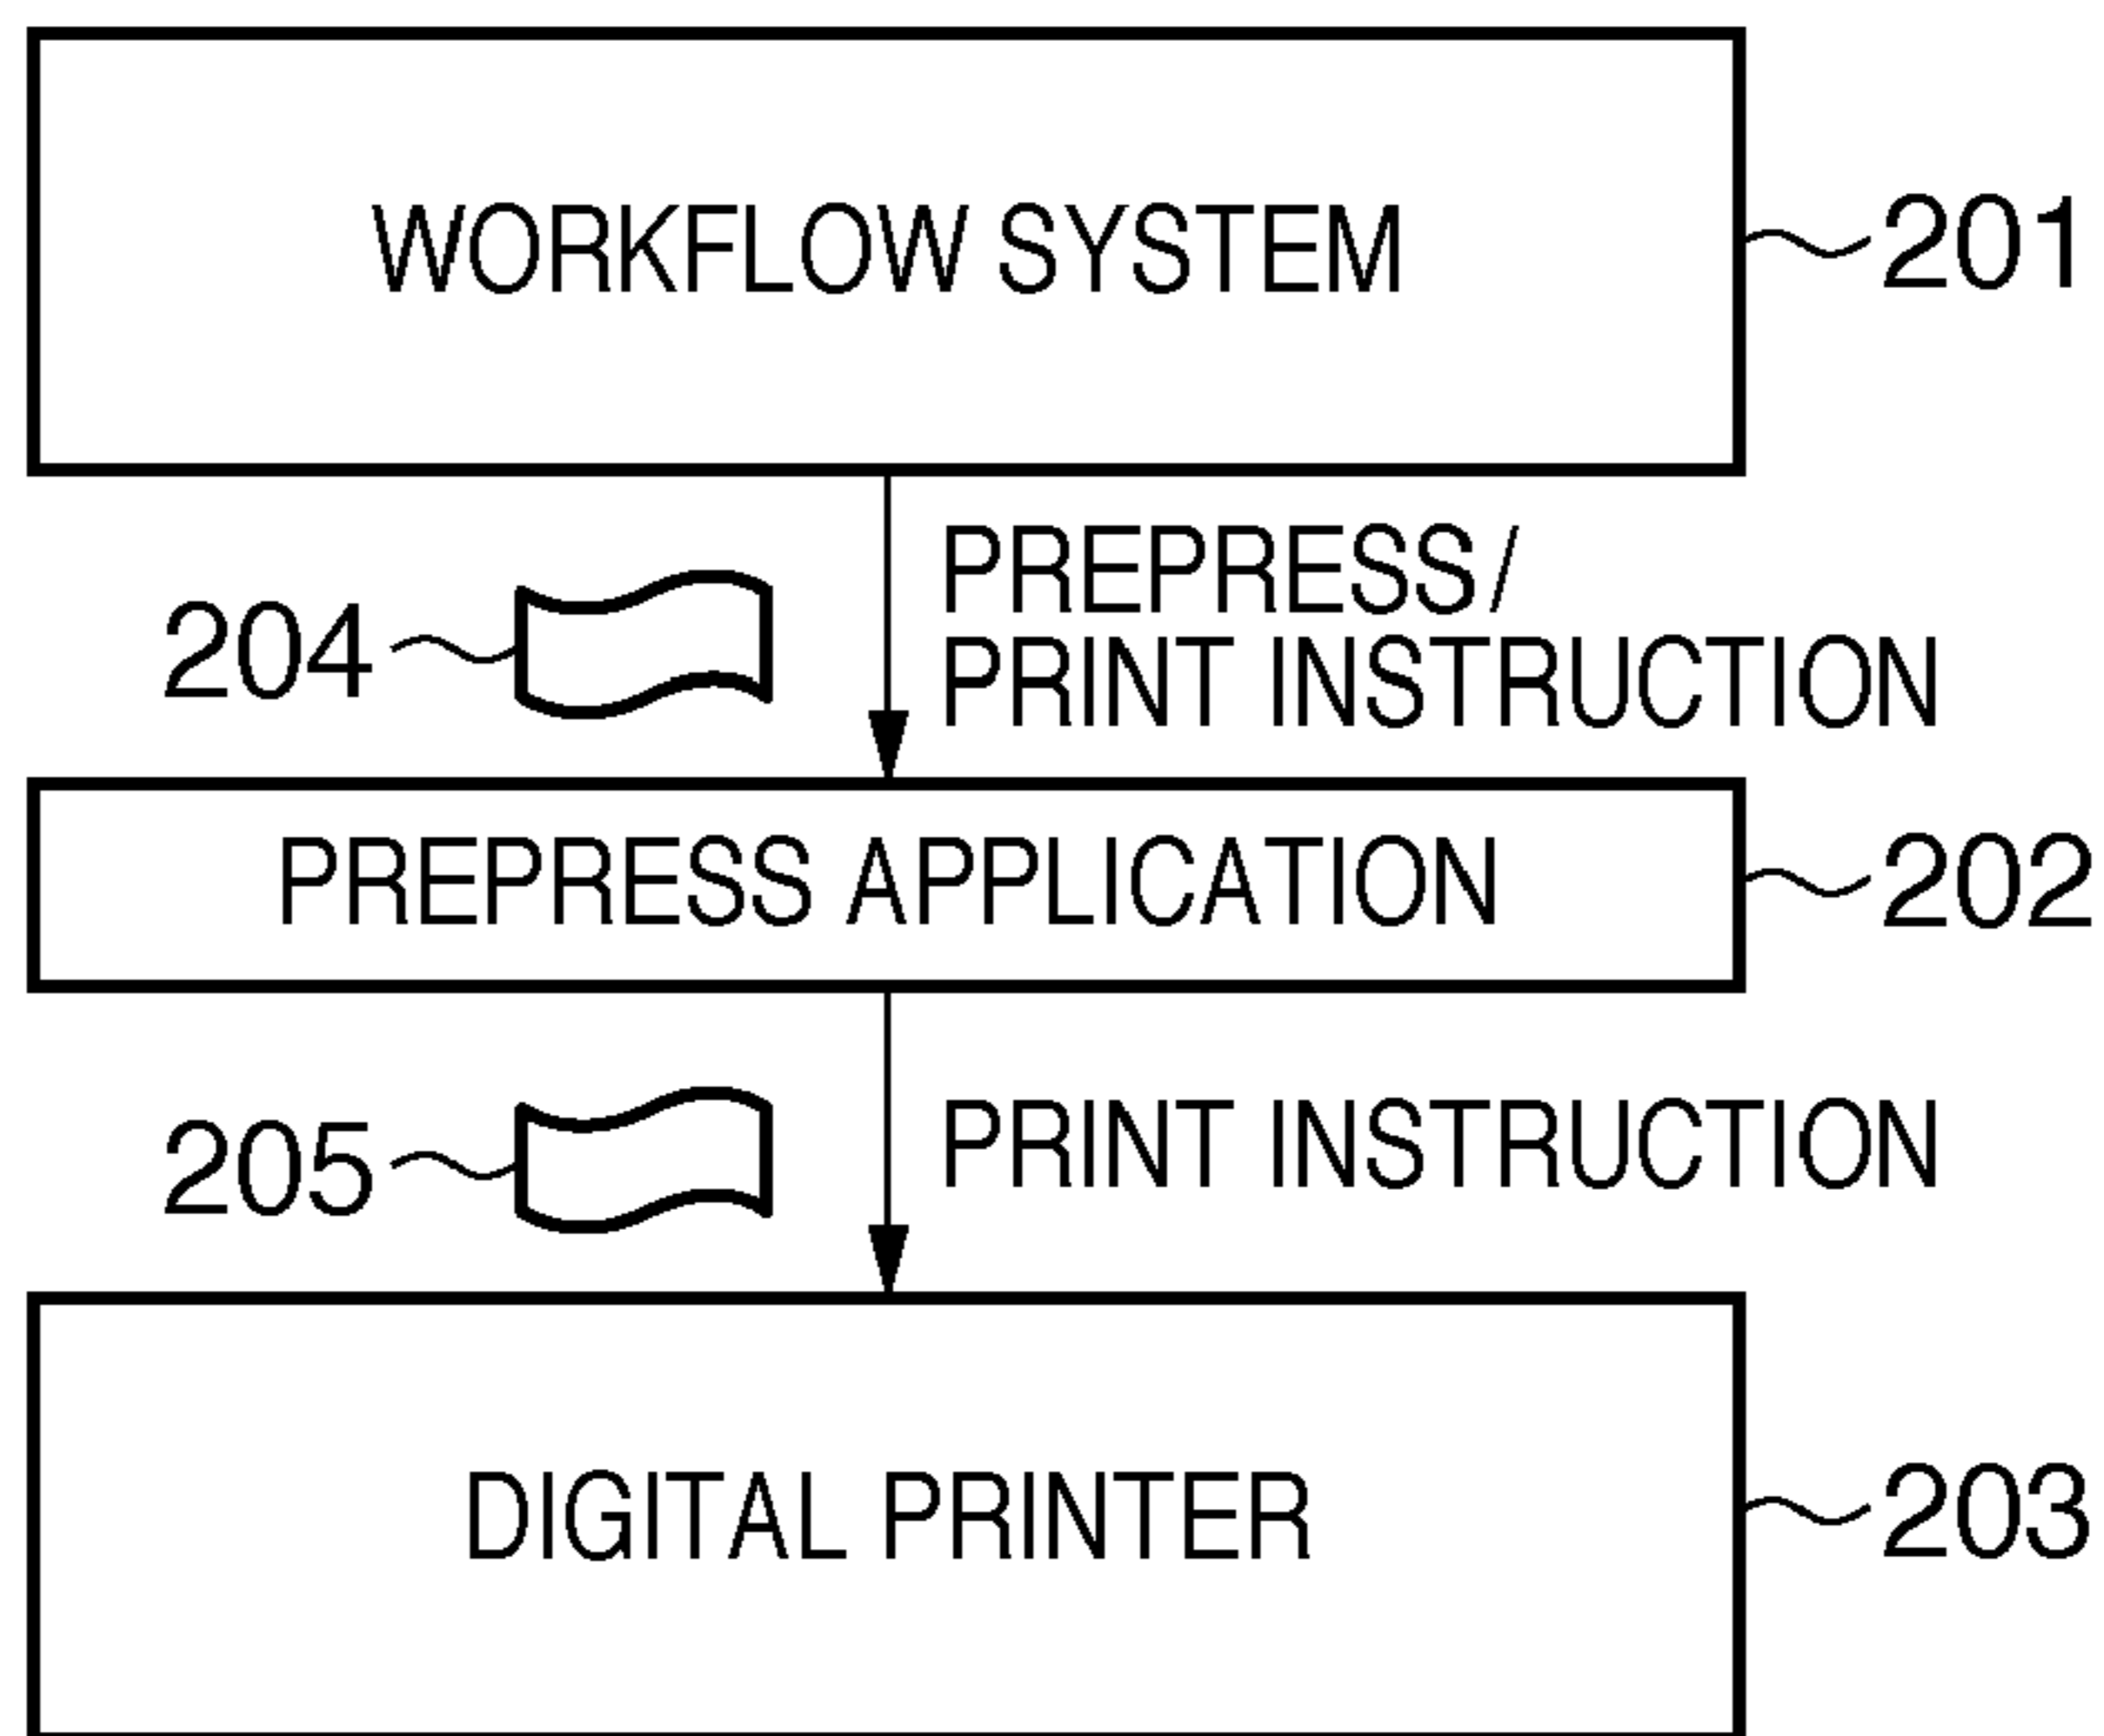 WORKFLOW SYSTEM
201
PREPRESS/
204
PRINT INSTRUCTION
PREPRESS APPLICATION
202
205
PRINT INSTRUCTION
DIGITAL PRINTER
203